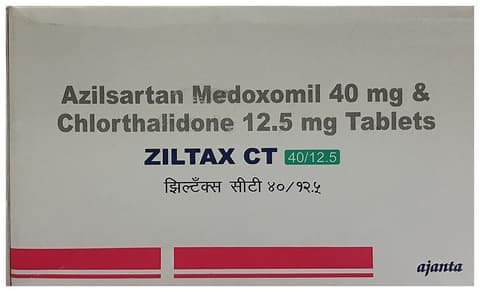 Azilsartan Medoxomil 40 mg &
Chlorthalidone 12.5 mg Tablets
ZILTAX CT 40/12.5
झिल्टॅक्स सीटी ४०/१२.५
ajanta